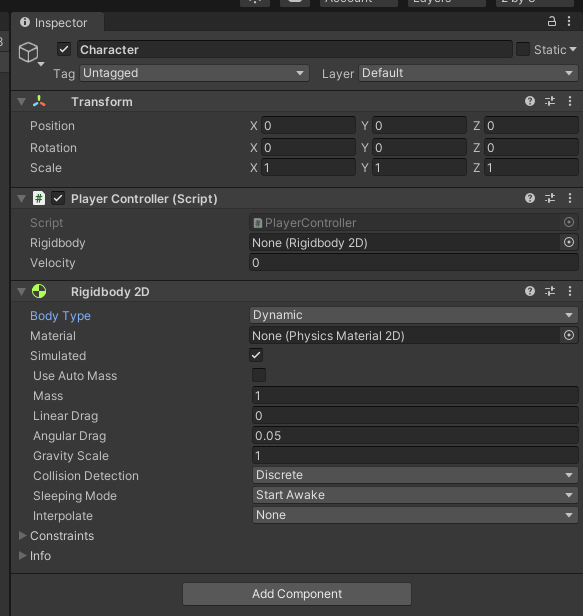 Account
Layers
Inspector
Character
Static
Tag Untagged Layer Default
Transform
Position X 0 Y 0 Z 0
Rotation X 0 Y 0 Z 0
Scale X 1 Y 1 Z 1
# Player Controller (Script)
Script PlayerController
Rigidbody None (Rigidbody 2D)
Velocity 0
Rigidbody 2D
Body Type Dynamic
Material None (Physics Material 2D)
Simulated
Use Auto Mass
Mass 1
Linear Drag 0
Angular Drag 0.05
Gravity Scale 1
Collision Detection Discrete
Sleeping Mode Start Awake
Interpolate None
Constraints
Info
Add Component